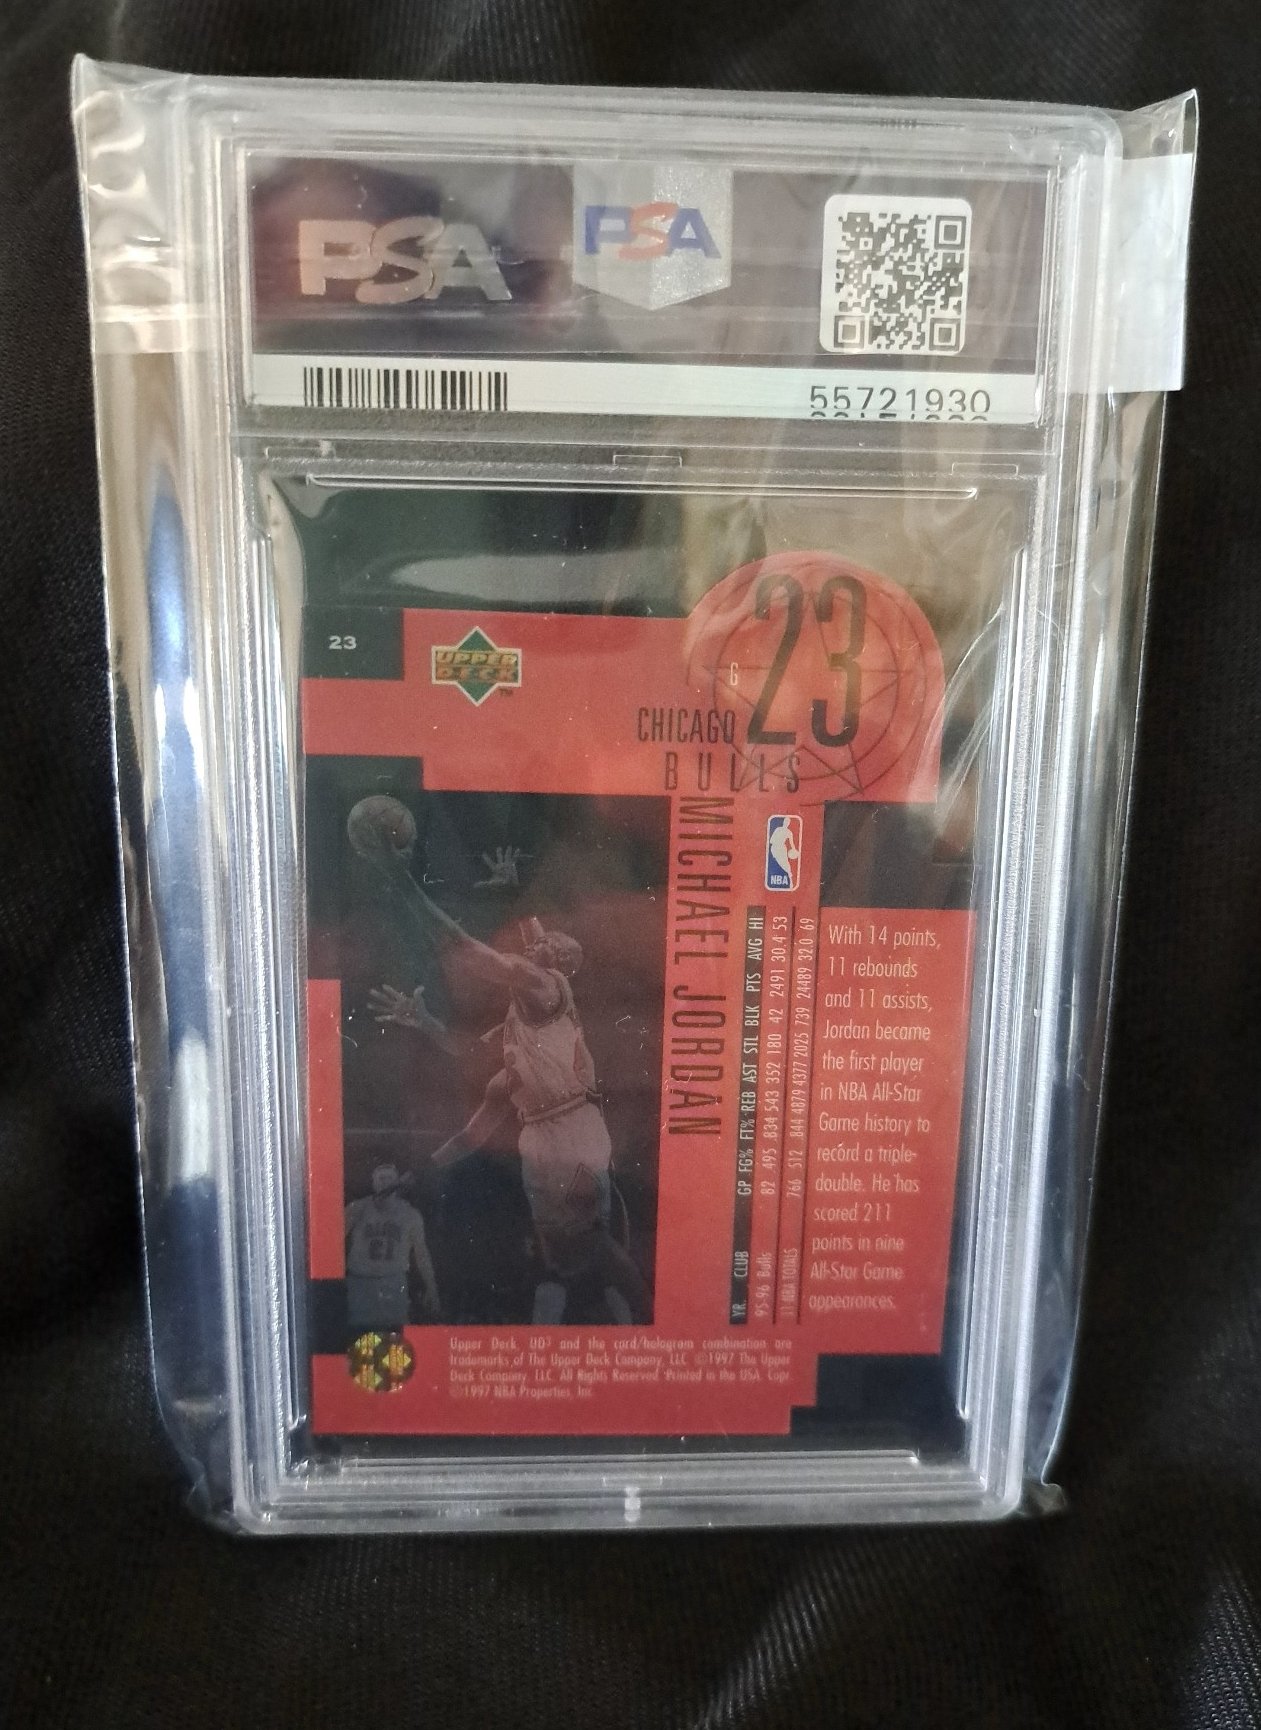 PSA
PSA
55721930
23
UPPER
DECK
TM
23
G
CHICAGO
BULLS
MICHAEL JORDAN
NBA
YR. CLUB GP FG% FT% REB AST STL BLK PTS AVG HI
95-96 Bulls 82 .495 .834 543 352 180 42 2491 30.4 53
11 NBA TOTALS 766 .512 .844 4879 4377 2025 739 24489 32.0 69
With 14 points,
11 rebounds
and 11 assists,
Jordan became
the first player
in NBA All-Star
Game history to
record a triple-
double. He has
scored 211
points in nine
All-Star Game
appearances.
21
Upper Deck, UD³ and the card/hologram combination are
trademarks of The Upper Deck Company, LLC. ©1997 The Upper
Deck Company, LLC. All Rights Reserved. Printed in the USA. Copr.
©1997 NBA Properties, Inc.